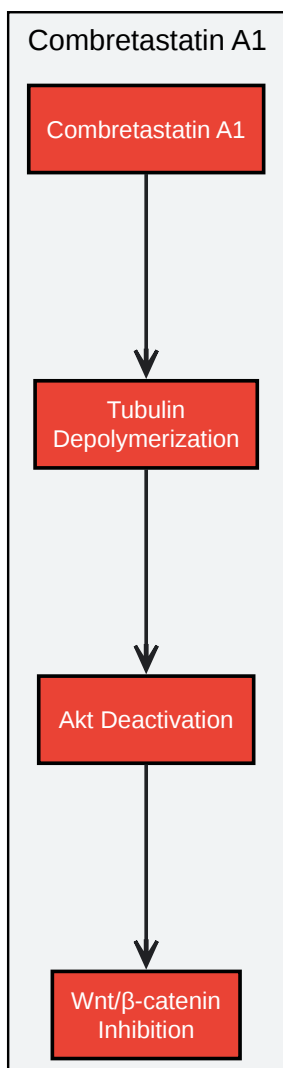 Combretastatin A1
Combretastatin A1
Tubulin
Depolymerization
Akt Deactivation
Wnt/β-catenin
Inhibition